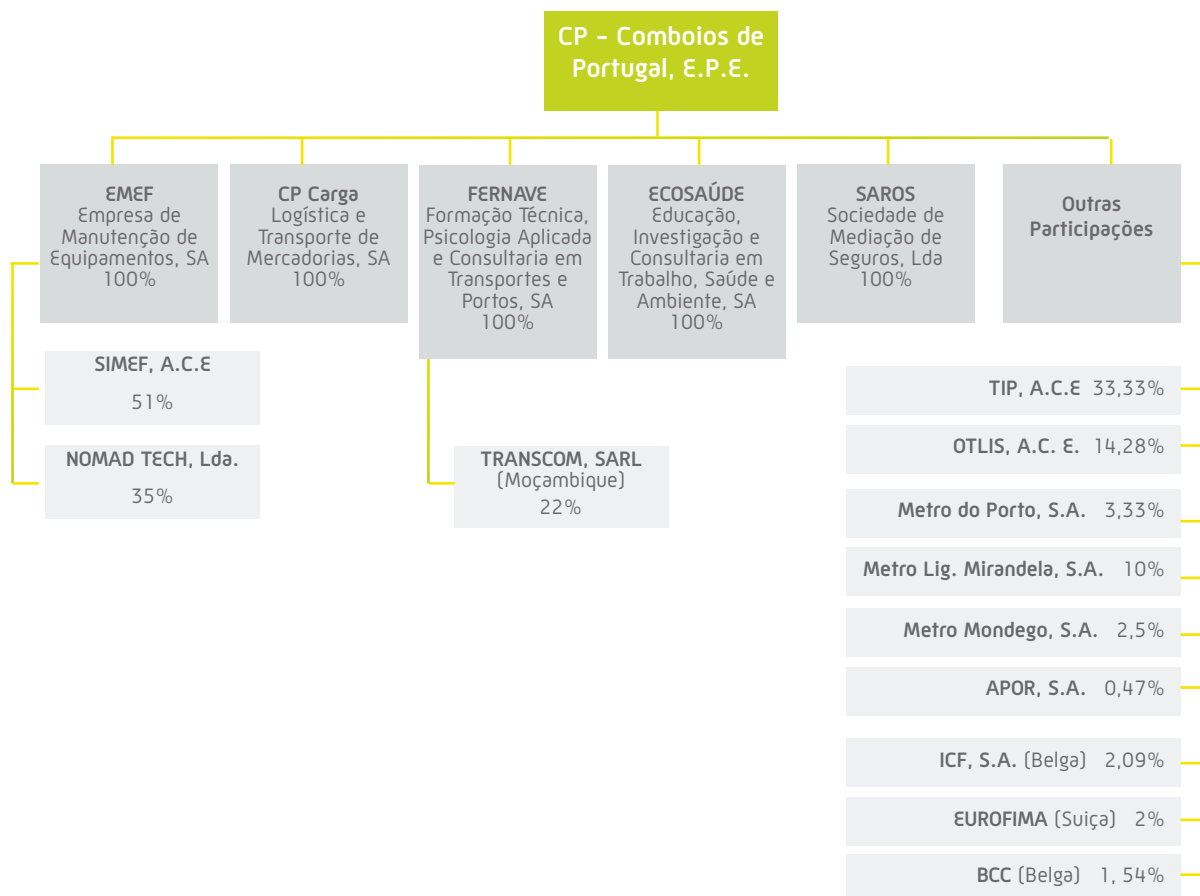 CP - Comboios de
Portugal, E.P.E.
EMEF
Empresa de
Manutenção de
Equipamentos, SA
100%
CP Carga
Logística e
Transporte de
Mercadorias, SA
100%
FERNAVE
Formação Técnica,
Psicologia Aplicada
e Consultaria em
Transportes e
Portos, SA
100%
ECOSAÚDE
Educação,
Investigação e
Consultaria em
Trabalho, Saúde e
Ambiente, SA
100%
SAROS
Sociedade de
Mediação de
Seguros, Lda
100%
Outras
Participações
SIMEF, A.C.E
51%
NOMAD TECH, Lda.
35%
TRANSCOM, SARL
(Moçambique)
22%
TIP, A.C.E 33,33%
OTLIS, A.C. E. 14,28%
Metro do Porto, S.A. 3,33%
Metro Lig. Mirandela, S.A. 10%
Metro Mondego, S.A. 2,5%
APOR, S.A. 0,47%
ICF, S.A. (Belga) 2,09%
EUROFIMA (Suiça) 2%
BCC (Belga) 1, 54%